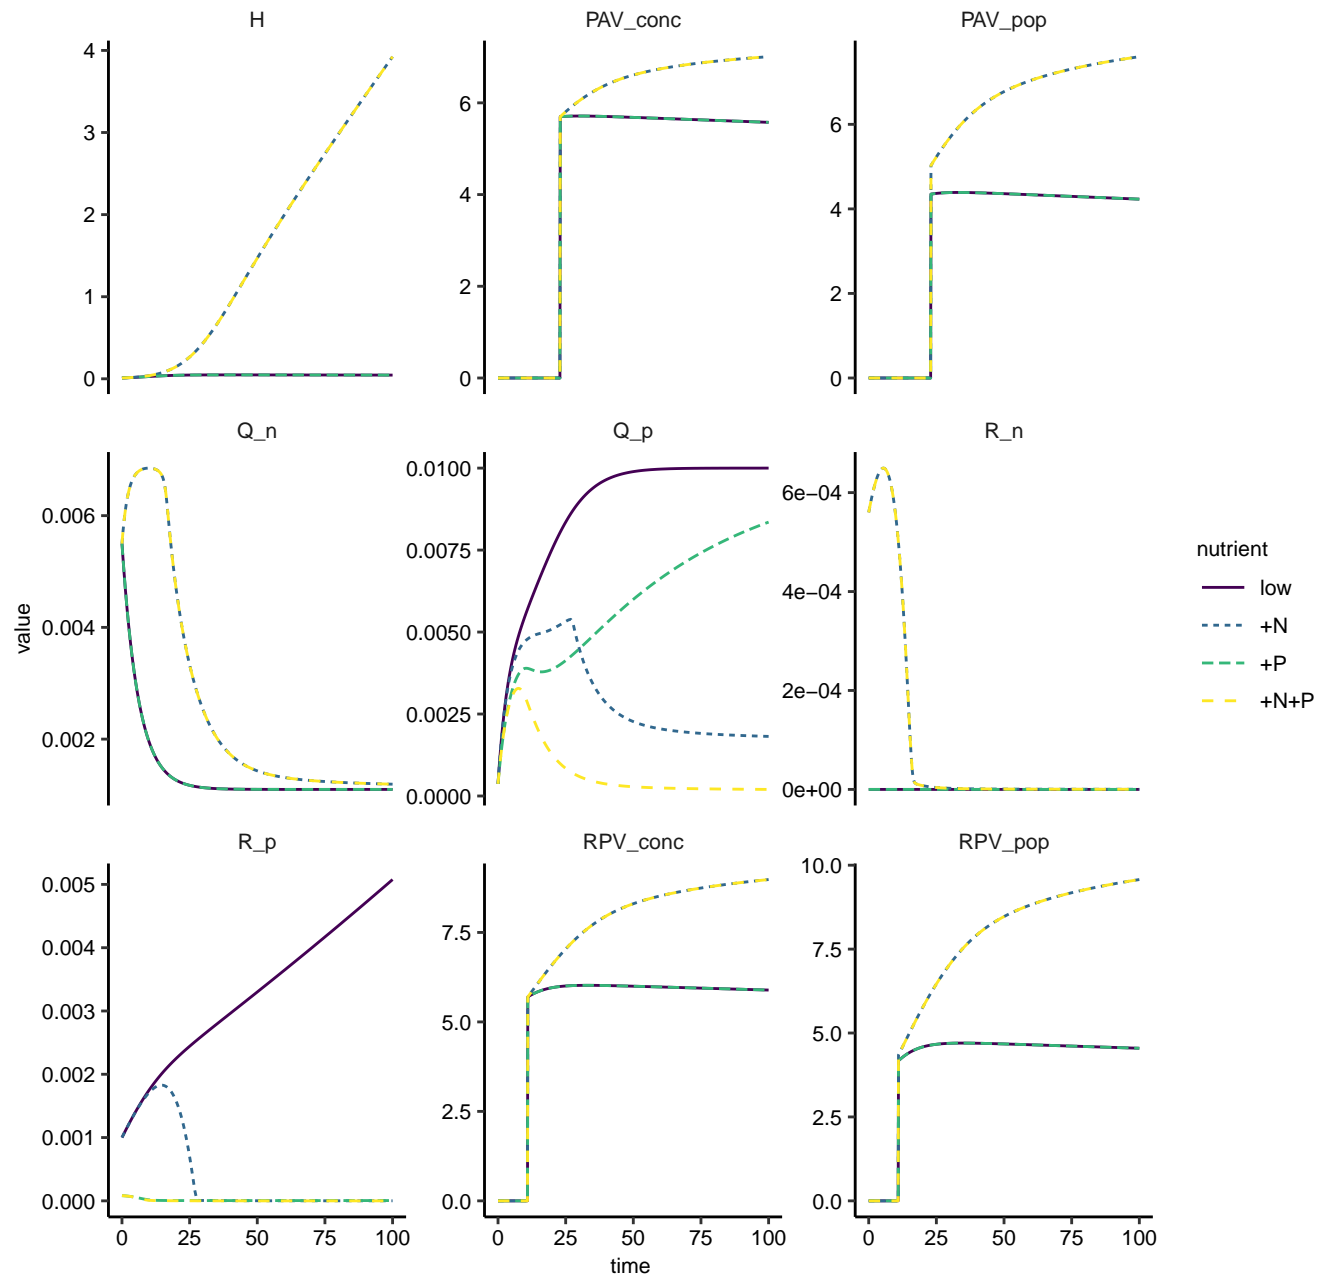 H PAV_conc PAV_pop
4
3
2
1
0
6
4
2
0
6
4
2
0
Q_n Q_p R_n
0.006
0.004
0.002
0.0100
0.0075
0.0050
0.0025
0.0000
6e−04
4e−04
2e−04
0e+00
R_p RPV_conc RPV_pop
0.005
0.004
0.003
0.002
0.001
0.000
7.5
5.0
2.5
0.0
10.0
7.5
5.0
2.5
0.0
0 25 50 75 100
0 25 50 75 100
0 25 50 75 100
time
value
nutrient
low
+N
+P
+N+P